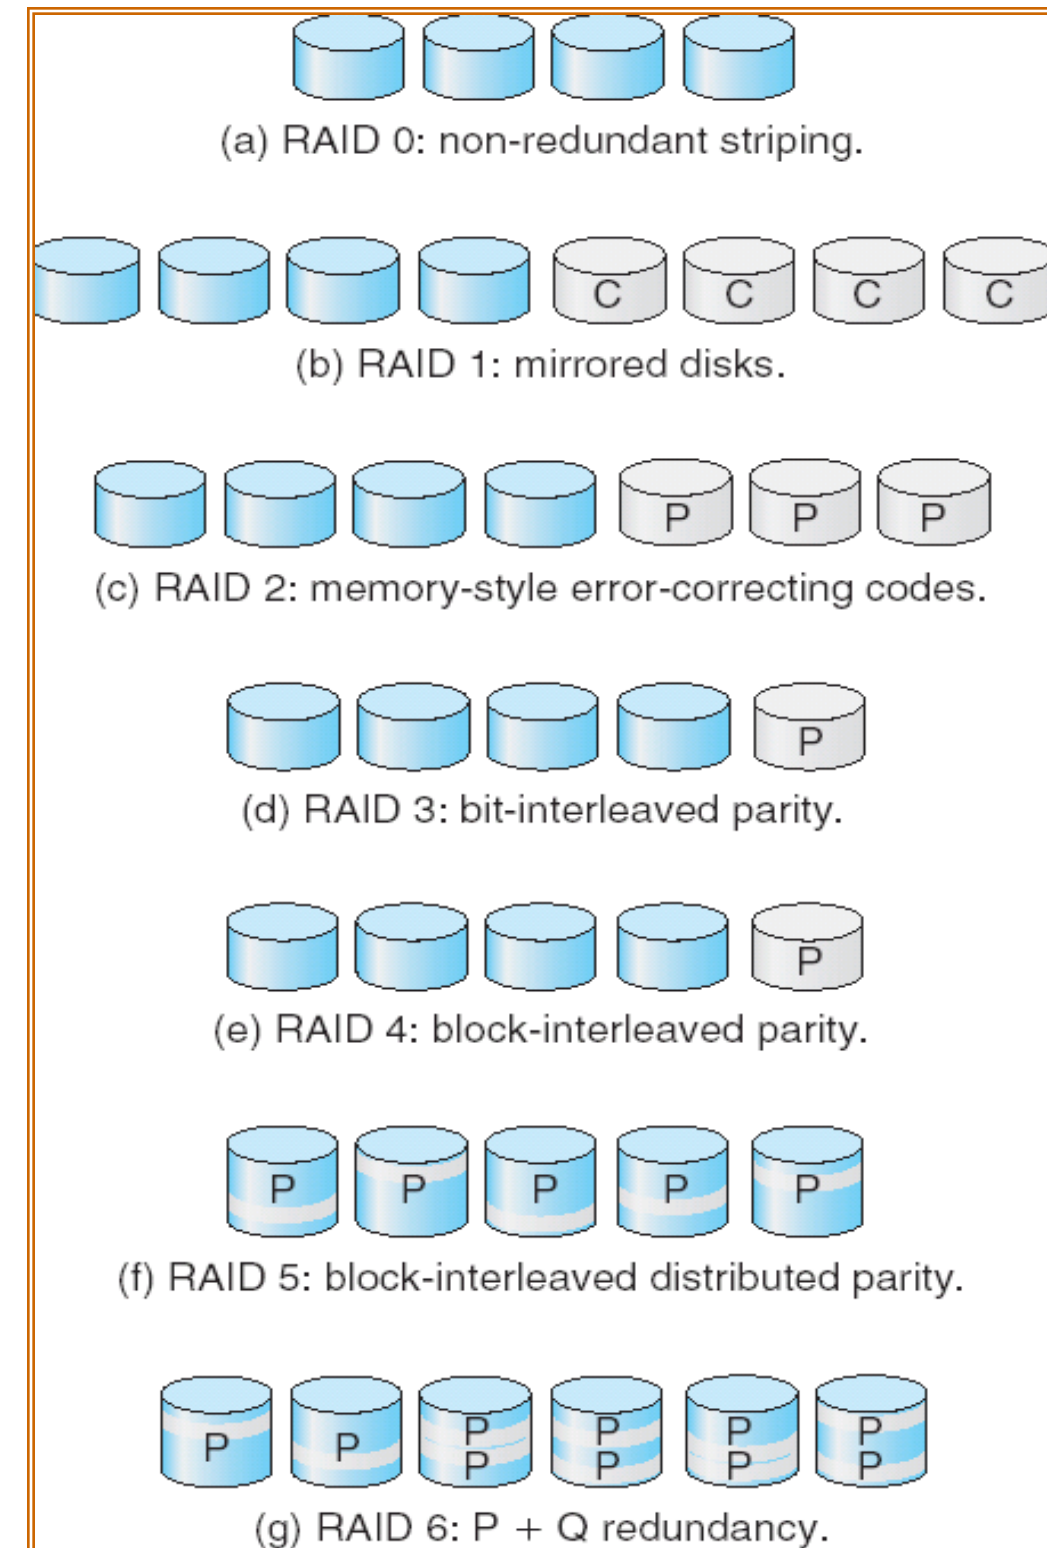 (a) RAID 0: non-redundant striping.
C C C C
(b) RAID 1: mirrored disks.
P P P
(c) RAID 2: memory-style error-correcting codes.
P
(d) RAID 3: bit-interleaved parity.
P
(e) RAID 4: block-interleaved parity.
P P P P P
(f) RAID 5: block-interleaved distributed parity.
P P P P P P
P P P P
(g) RAID 6: P + Q redundancy.